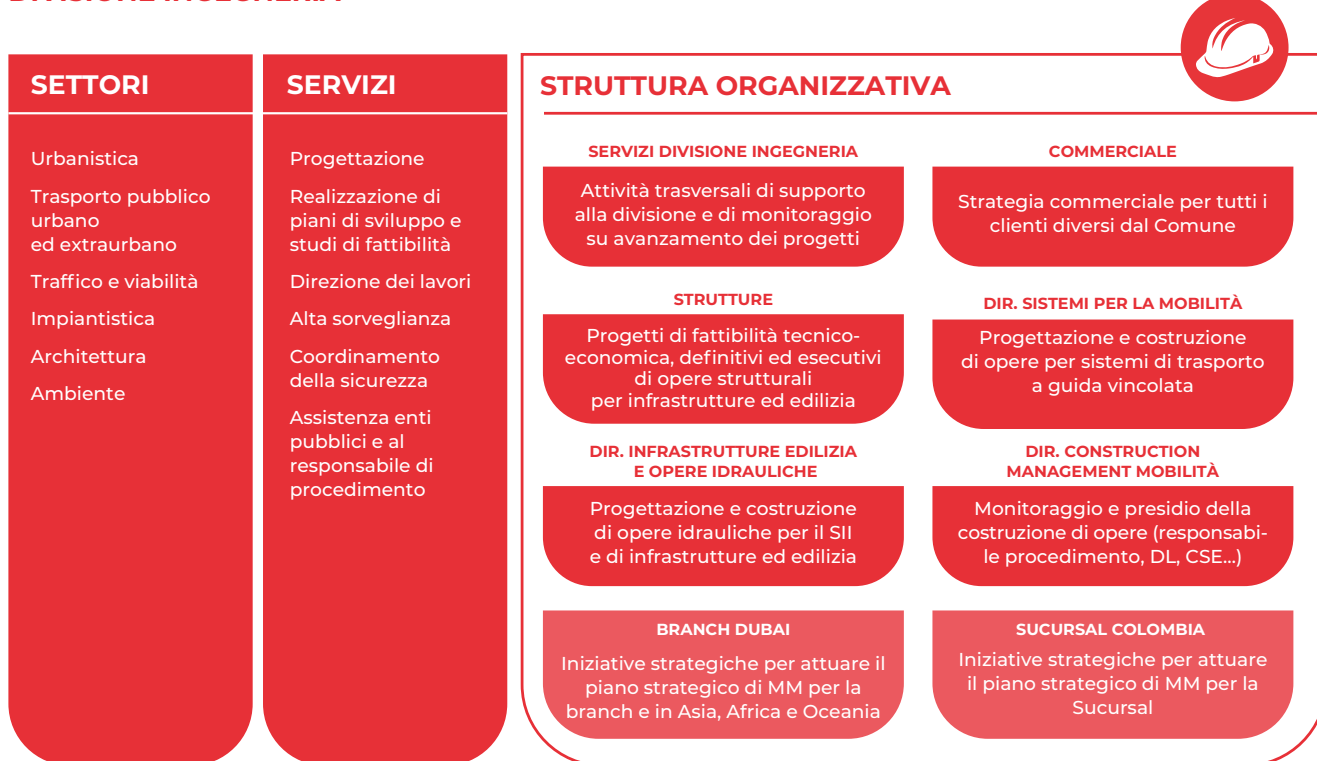 DIVISIONE INGEGNERIA
SETTORI
Urbanistica
Trasporto pubblico
urbano
ed extraurbano
Traffico e viabilità
Impiantistica
Architettura
Ambiente
SERVIZI
Progettazione
Realizzazione di
piani di sviluppo e
studi di fattibilità
Direzione dei lavori
Alta sorveglianza
Coordinamento
della sicurezza
Assistenza enti
pubblici e al
responsabile di
procedimento
STRUTTURA ORGANIZZATIVA
SERVIZI DIVISIONE INGEGNERIA
Attività trasversali di supporto
alla divisione e di monitoraggio
su avanzamento dei progetti
COMMERCIALE
Strategia commerciale per tutti i
clienti diversi dal Comune
STRUTTURE
Progetti di fattibilità tecnico-
economica, definitivi ed esecutivi
di opere strutturali
per infrastrutture ed edilizia
DIR. SISTEMI PER LA MOBILITÀ
Progettazione e costruzione
di opere per sistemi di trasporto
a guida vincolata
DIR. INFRASTRUTTURE EDILIZIA
E OPERE IDRAULICHE
Progettazione e costruzione
di opere idrauliche per il SII
e di infrastrutture ed edilizia
DIR. CONSTRUCTION
MANAGEMENT MOBILITÀ
Monitoraggio e presidio della
costruzione di opere (responsabi-
le procedimento, DL, CSE...)
BRANCH DUBAI
Iniziative strategiche per attuare il
piano strategico di MM per la
branch e in Asia, Africa e Oceania
SUCURSAL COLOMBIA
Iniziative strategiche per attuare
il piano strategico di MM per la
Sucursal